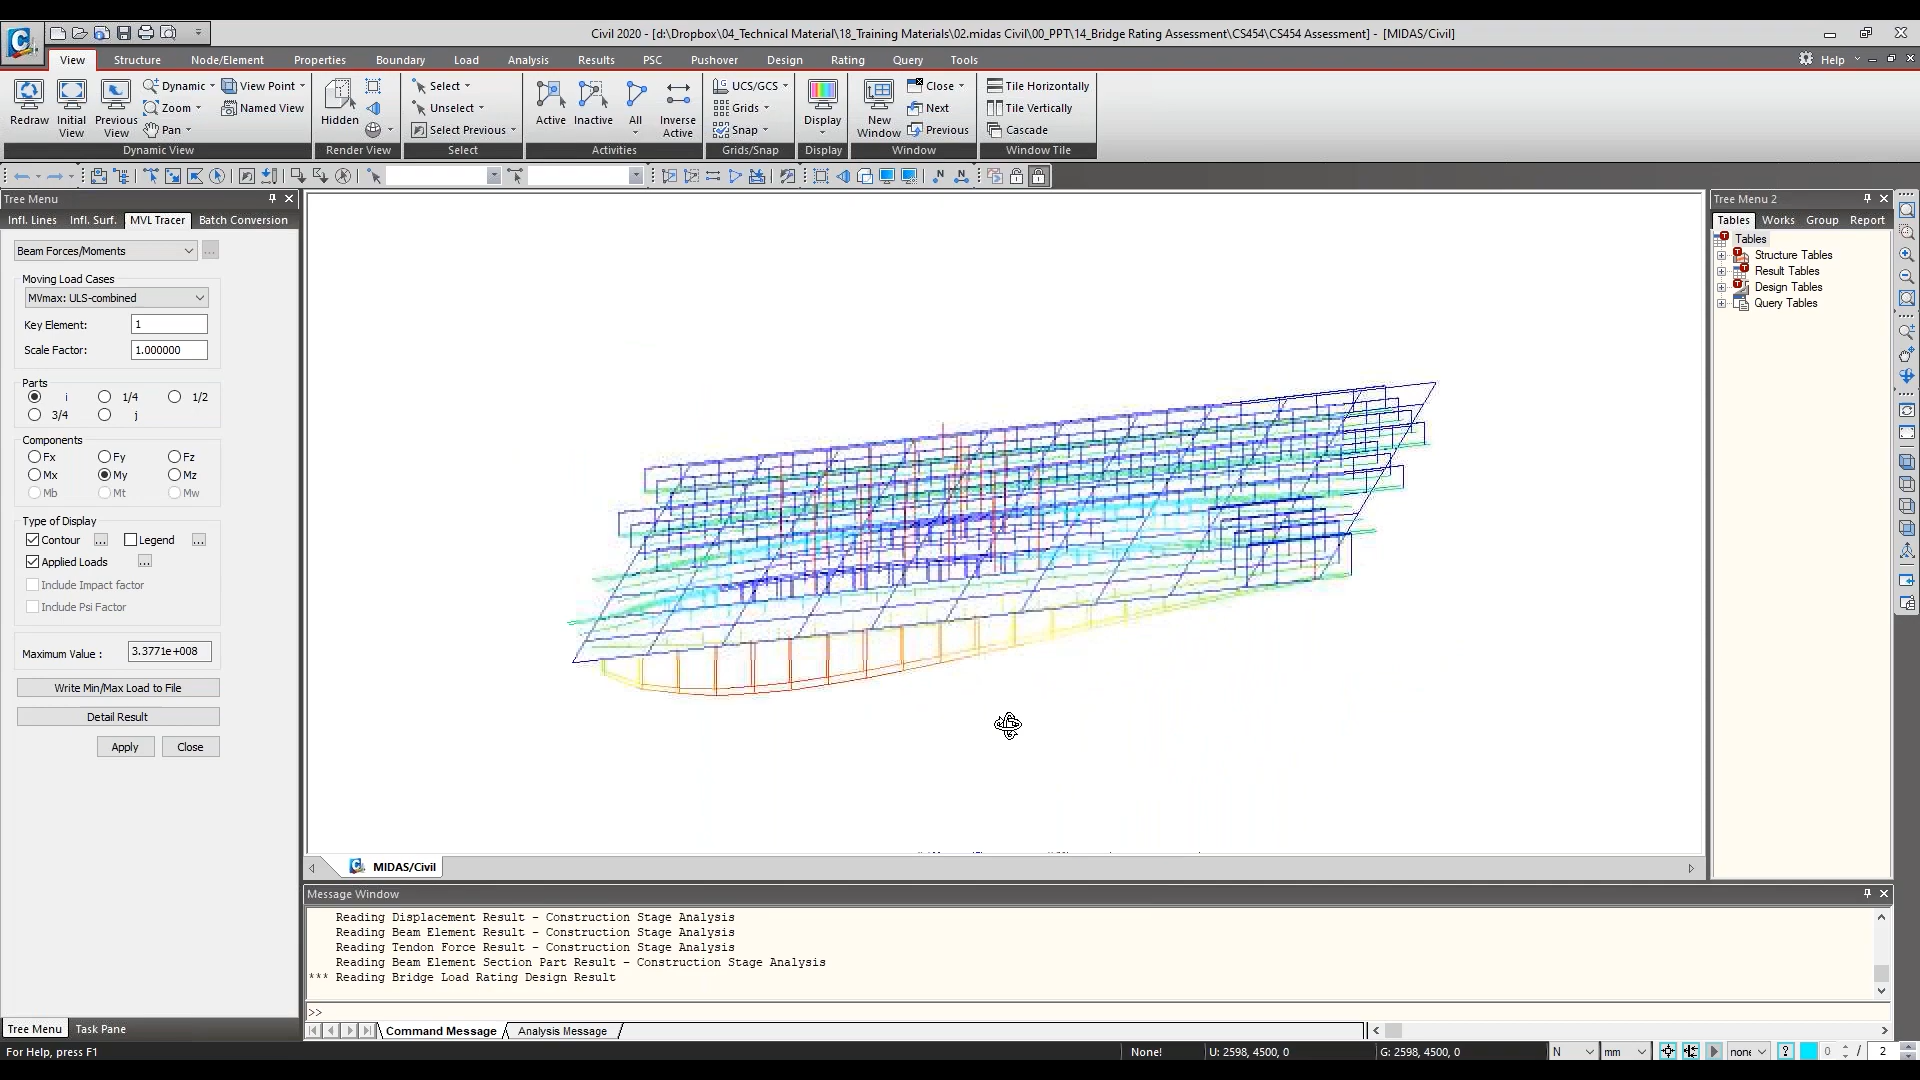 Civil 2020 - [d:\Dropbox\04_Technical Material\18_Training Materials\02.midas Civil\00_PPT\14_Bridge Rating Assessment\CS454\CS454 Assessment] - [MIDAS/Civil]
View Structure Node/Element Properties Boundary Load Analysis Results PSC Pushover Design Rating Query Tools Help
Redraw Initial View Previous View Dynamic Zoom Pan View Point Named View
Hidden
Select Unselect Select Previous
Active Inactive All Inverse Active
UCS/GCS Grids Snap
Display
New Window Close Next Previous
Tile Horizontally Tile Vertically Cascade
Dynamic View Render View Select Activities Grids/Snap Display Window Window Tile
Tree Menu
Infl. Lines Infl. Surf. MVL Tracer Batch Conversion
Beam Forces/Moments ...
Moving Load Cases
MVmax: ULS-combined
Key Element: 1
Scale Factor: 1.000000
Parts
i 1/4 1/2
3/4 j
Components
Fx Fy Fz
Mx My Mz
Mb Mt Mw
Type of Display
Contour ... Legend ...
Applied Loads ...
Include Impact factor
Include Psi Factor
Maximum Value : 3.3771e+008
Write Min/Max Load to File
Detail Result
Apply Close
Tree Menu Task Pane
MIDAS/Civil
Tree Menu 2
Tables Works Group Report
Tables
Structure Tables
Result Tables
Design Tables
Query Tables
Message Window
Reading Displacement Result - Construction Stage Analysis
Reading Beam Element Result - Construction Stage Analysis
Reading Tendon Force Result - Construction Stage Analysis
Reading Beam Element Section Part Result - Construction Stage Analysis
*** Reading Bridge Load Rating Design Result
>>
Command Message Analysis Message
For Help, press F1 None! U: 2598, 4500, 0 G: 2598, 4500, 0 N mm none ? 0 / 2